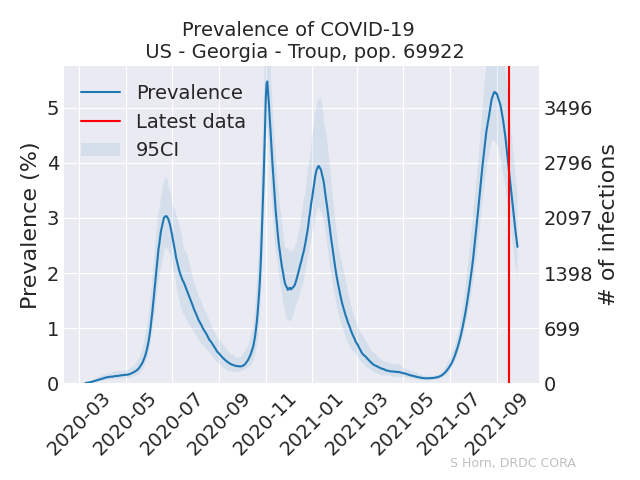 Prevalence of COVID-19
US - Georgia - Troup, pop. 69922
Prevalence
Latest data
95CI
Prevalence (%)
5
4
3
2
1
0
3496
2796
2097
1398
699
0
# of infections
2020-03
2020-05
2020-07
2020-09
2020-11
2021-01
2021-03
2021-05
2021-07
2021-09
S Horn, DRDC CORA